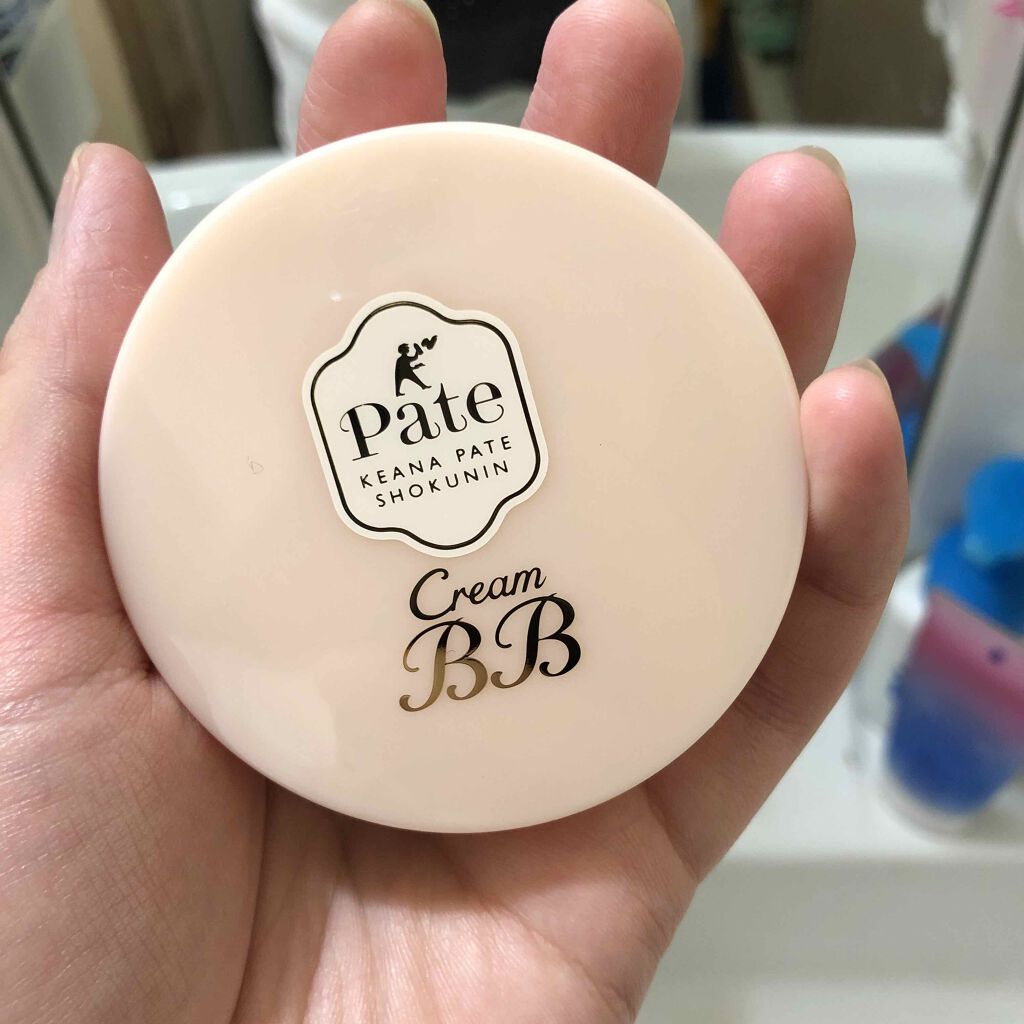 Pate
KEANA PATE
SHOKUNIN
Cream
BB